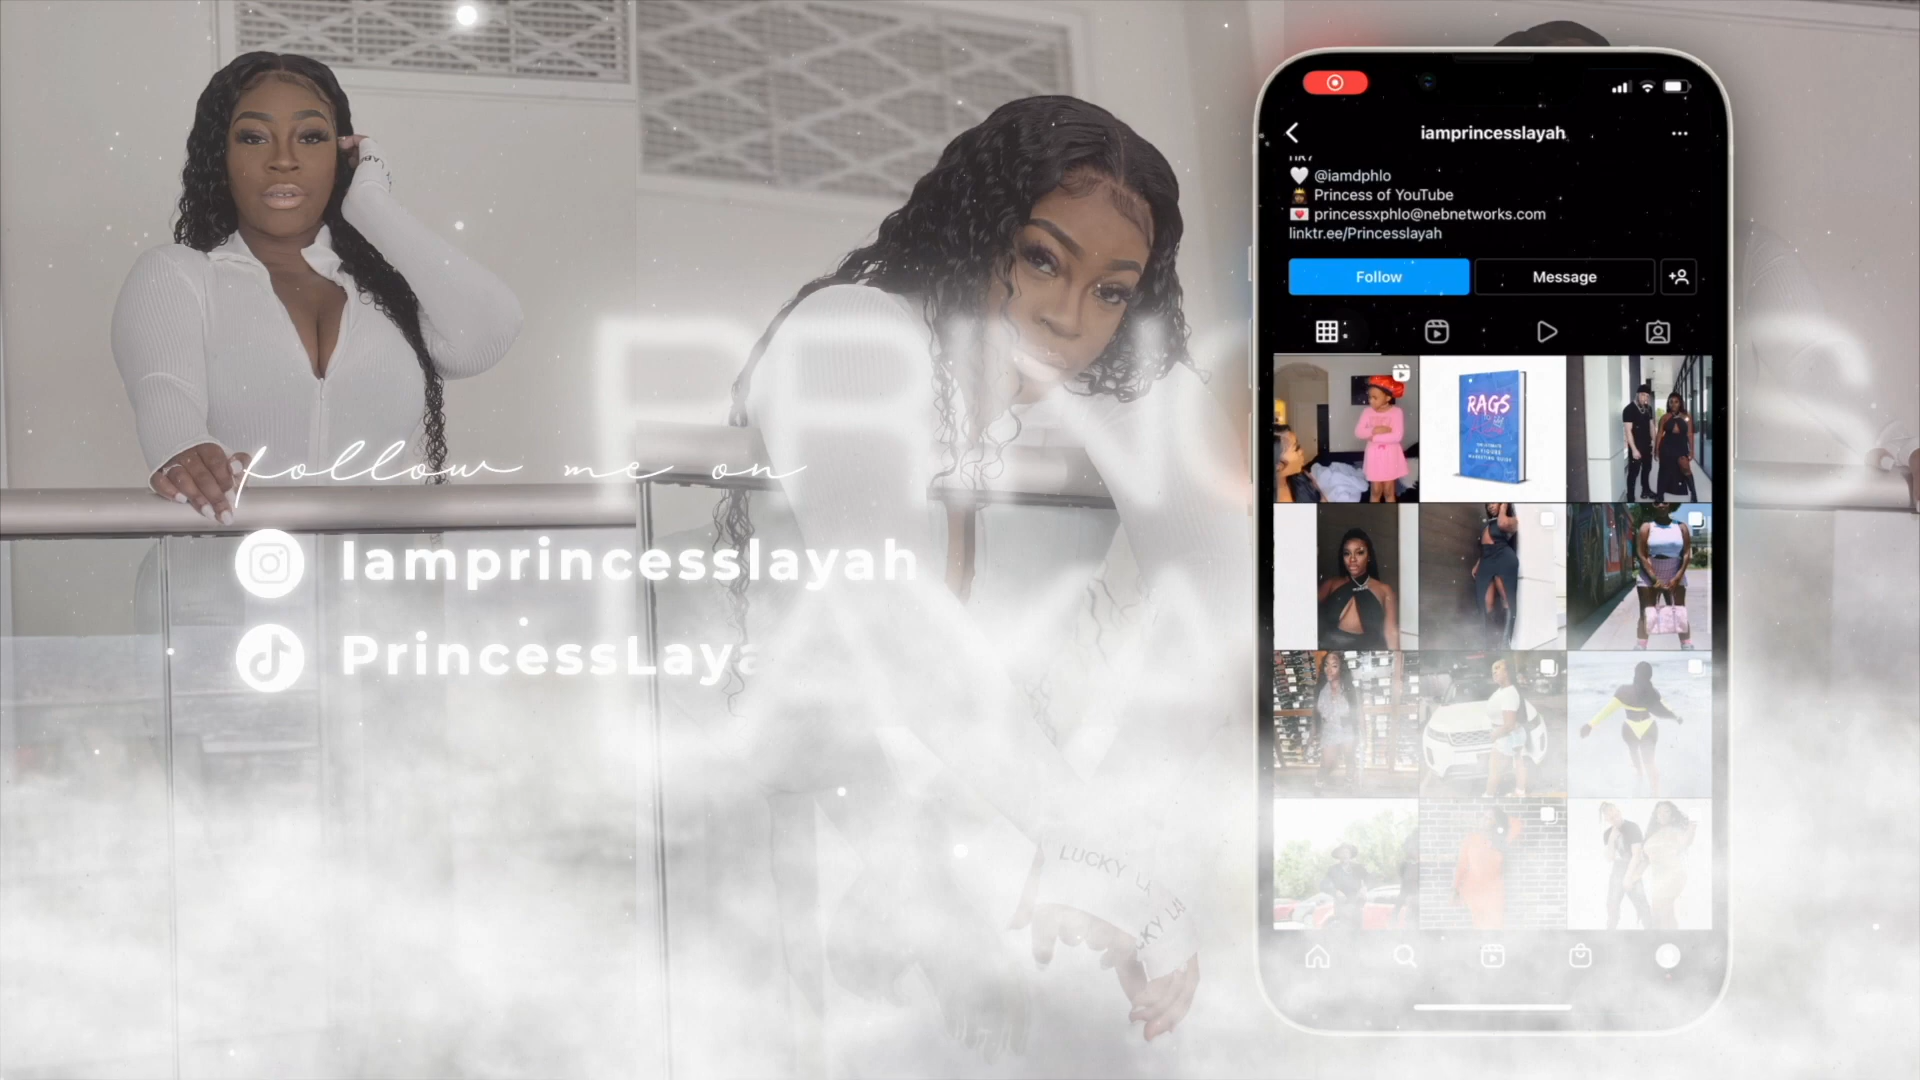 follow me on
Iamprincesslayah
PrincessLaya
iamprincesslayah
@iamdphlo
Princess of YouTube
princessxphlo@nebnetworks.com
linktr.ee/Princesslayah
Follow
Message
RAGS
LUCKY